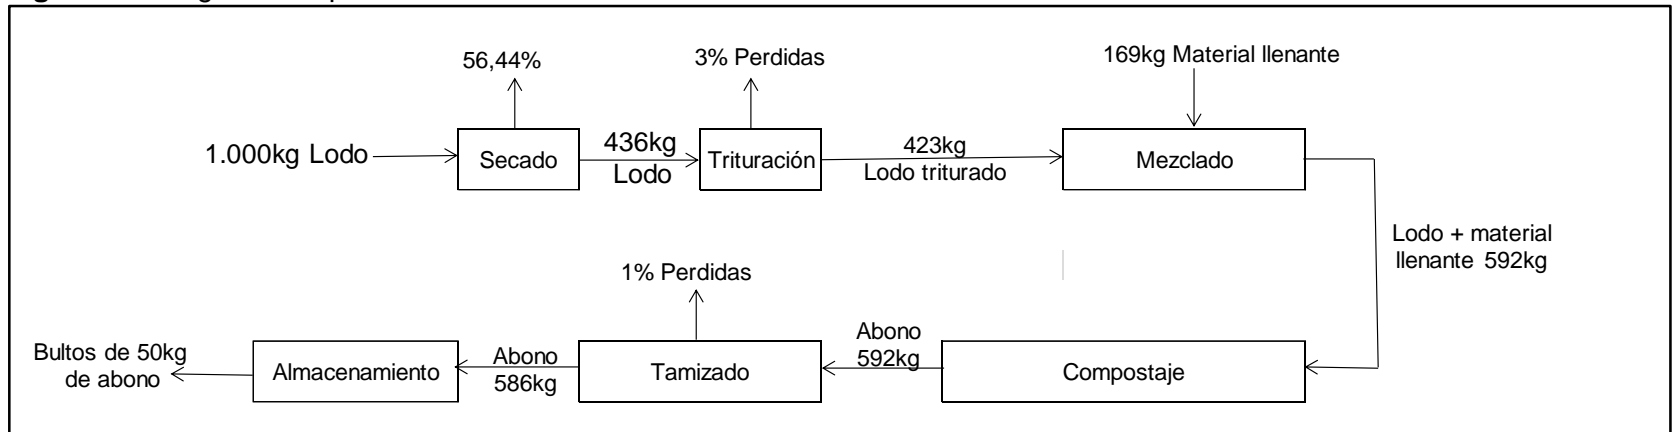 56,44%
3% Perdidas
169kg Material llenante
1.000kg Lodo
Secado
436kg
Lodo
Trituración
423kg
Lodo triturado
Mezclado
Lodo + material
llenante 592kg
1% Perdidas
Bultos de 50kg
de abono
Almacenamiento
Abono
586kg
Tamizado
Abono
592kg
Compostaje